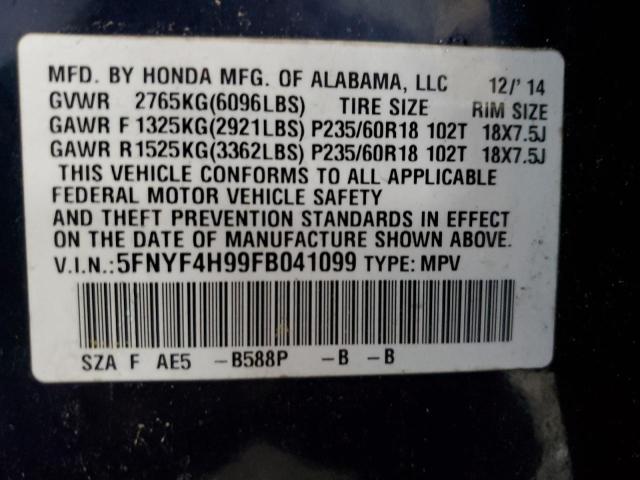 MFD. BY HONDA MFG. OF ALABAMA, LLC 12/'14
GVWR 2765KG(6096LBS) TIRE SIZE RIM SIZE
GAWR F 1325KG(2921LBS) P235/60R18 102T 18X7.5J
GAWR R 1525KG(3362LBS) P235/60R18 102T 18X7.5J
THIS VEHICLE CONFORMS TO ALL APPLICABLE
FEDERAL MOTOR VEHICLE SAFETY
AND THEFT PREVENTION STANDARDS IN EFFECT
ON THE DATE OF MANUFACTURE SHOWN ABOVE.
V.I.N.:5FNYF4H99FB041099 TYPE: MPV
SZA F AE5 -B588P -B -B